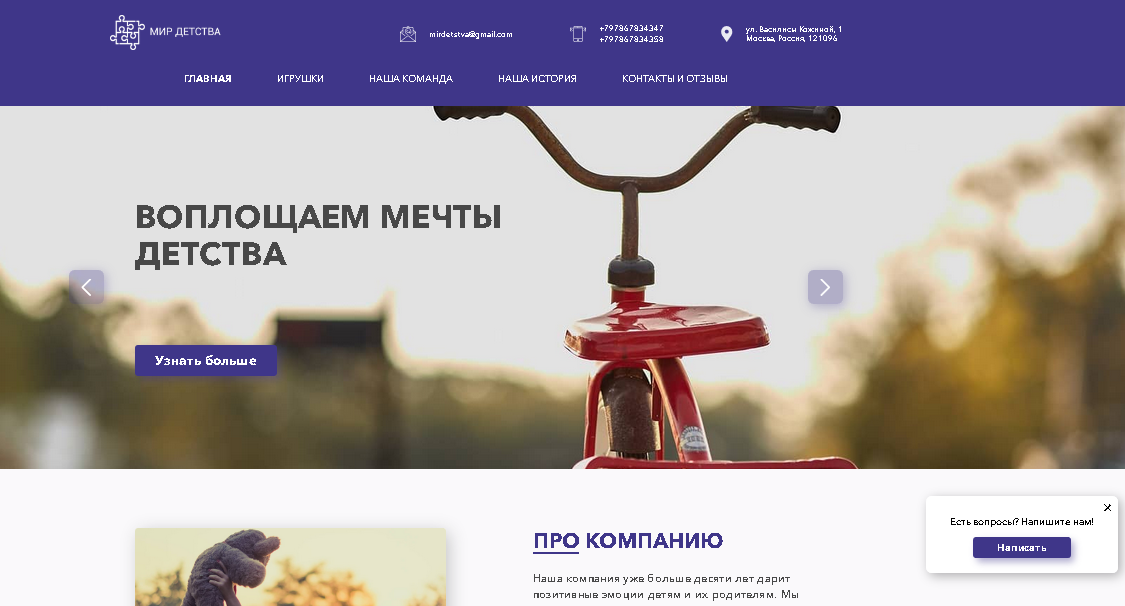 МИР ДЕТСТВА
mirdetstva@gmail.com
+797867834347
+797867834358
ул. Василисы Кожиной, 1
Москва, Россия, 121096
ГЛАВНАЯ
ИГРУШКИ
НАША КОМАНДА
НАША ИСТОРИЯ
КОНТАКТЫ И ОТЗЫВЫ
ВОПЛОЩАЕМ МЕЧТЫ
ДЕТСТВА
Узнать больше
ПРО КОМПАНИЮ
Наша компания уже больше десяти лет дарит
позитивные эмоции детям и их родителям. Мы
Есть вопросы? Напишите нам!
Написать